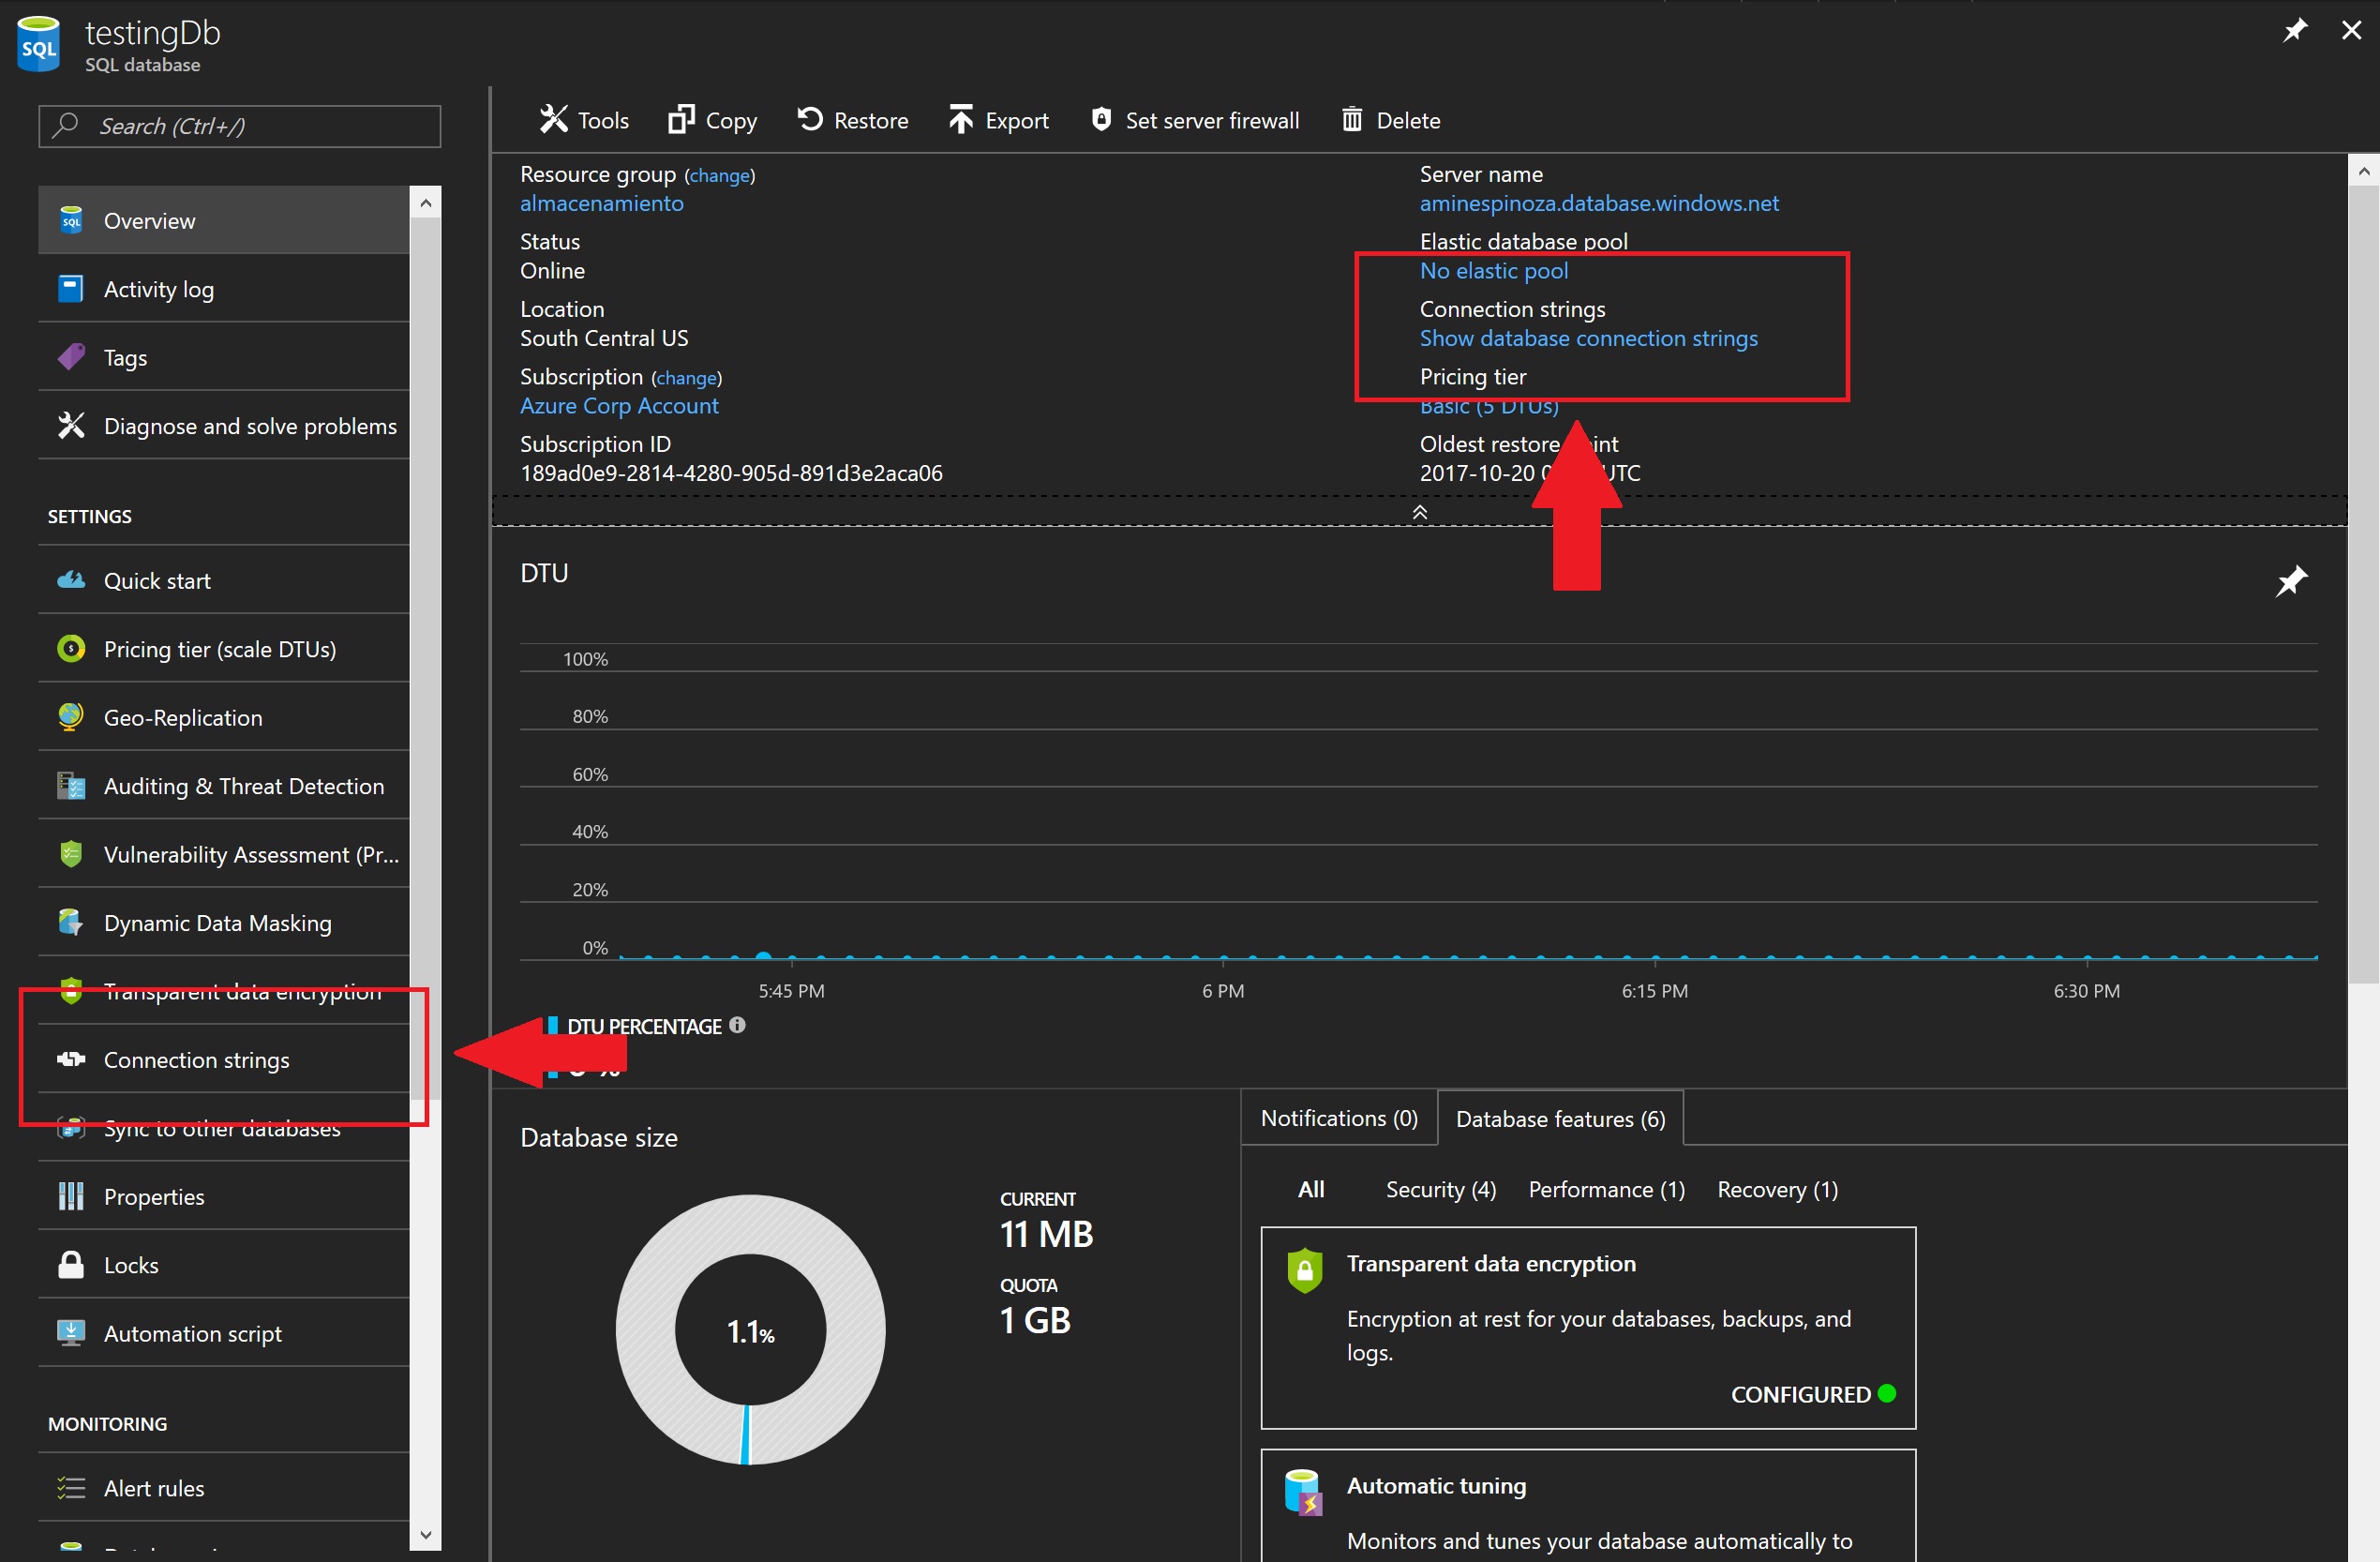 SQL
testingDb
SQL database
Search (Ctrl+/)
Overview
Activity log
Tags
Diagnose and solve problems
SETTINGS
Quick start
Pricing tier (scale DTUs)
Geo-Replication
Auditing & Threat Detection
Vulnerability Assessment (Pr...
Dynamic Data Masking
Transparent data encryption
Connection strings
Sync to other databases
Properties
Locks
Automation script
MONITORING
Alert rules
Tools
Copy
Restore
Export
Set server firewall
Delete
Resource group (change)
almacenamiento
Status
Online
Location
South Central US
Subscription (change)
Azure Corp Account
Subscription ID
189ad0e9-2814-4280-905d-891d3e2aca06
Server name
aminespinoza.database.windows.net
Elastic database pool
No elastic pool
Connection strings
Show database connection strings
Pricing tier
Basic (5 DTUs)
Oldest restore
2017-10-20 UTC
DTU
100%
80%
60%
40%
20%
0%
5:45 PM
6 PM
6:15 PM
6:30 PM
DTU PERCENTAGE
%
Database size
1.1%
CURRENT
11 MB
QUOTA
1 GB
Notifications (0)
Database features (6)
All
Security (4)
Performance (1)
Recovery (1)
Transparent data encryption
Encryption at rest for your databases, backups, and
logs.
CONFIGURED
Automatic tuning
Monitors and tunes your database automatically to